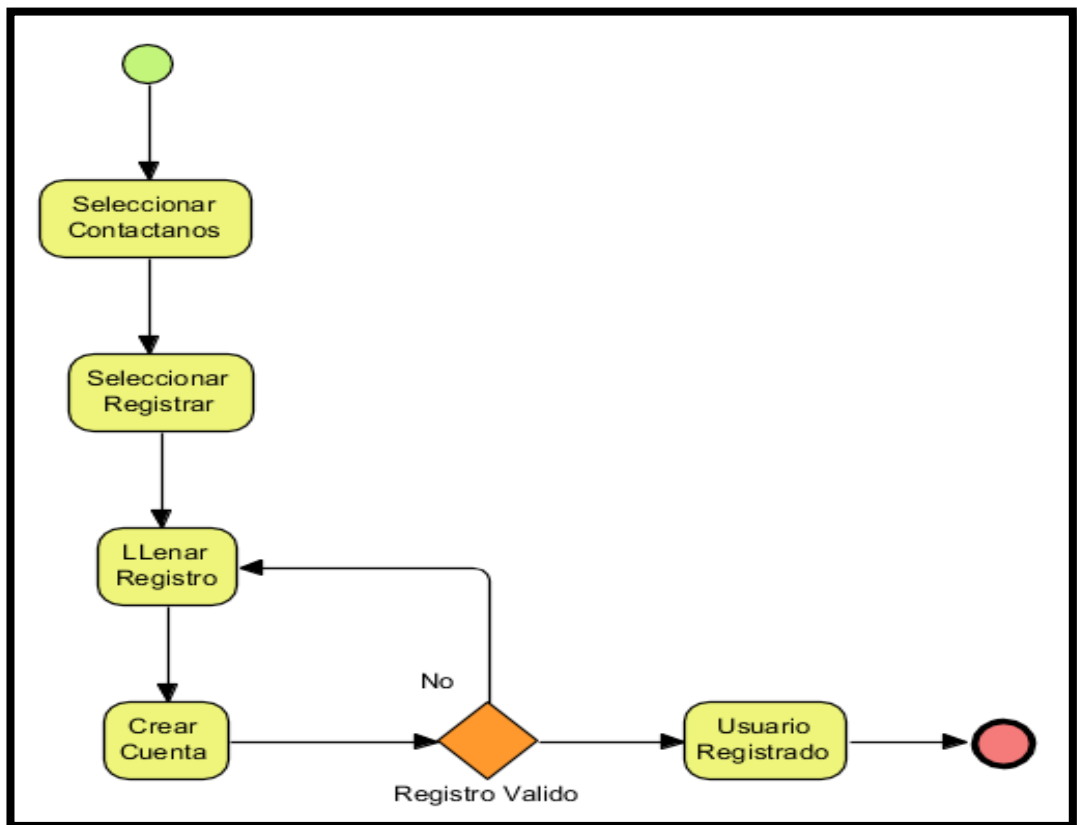 Seleccionar
Contactanos
Seleccionar
Registrar
LLenar
Registro
No
Crear
Cuenta
Usuario
Registrado
Registro Valido